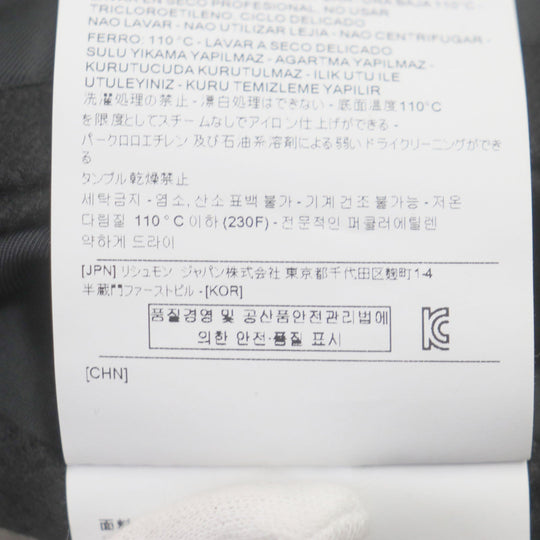 EN SECO PROFESIONAL. NO USAR
TRICLOROETILENO, CICLO DELICADO
NAO LAVAR - NAO UTILIZAR LEJIA - NAO CENTRIFUGAR -
FERRO: 110°C - LAVAR A SECO DELICADO
SULU YIKAMA YAPILMAZ - AGARTMA YAPILMAZ -
KURUTUCUDA KURUTULMAZ - ILIK UTU ILE
UTULEYINIZ - KURU TEMIZLEME YAPILIR
洗濯処理の禁止 - 漂白処理はできない - 底面温度110°C
を限度としてスチームなしでアイロン仕上げができる -
パークロロエチレン 及び石油系溶剤による弱いドライクリーニングができ
る
タンブル乾燥禁止
세탁금지 - 염소, 산소 표백 불가 - 기계 건조 불가능 - 저온
다림질 110°C 이하 (230F) - 전문적인 퍼클러에틸렌
약하게 드라이
[JPN] リシュモン ジャパン株式会社 東京都千代田区麹町1-4
半蔵門ファーストビル - [KOR]
품질경영 및 공산품안전관리법에
의한 안전·품질 표시
[CHN]
面料